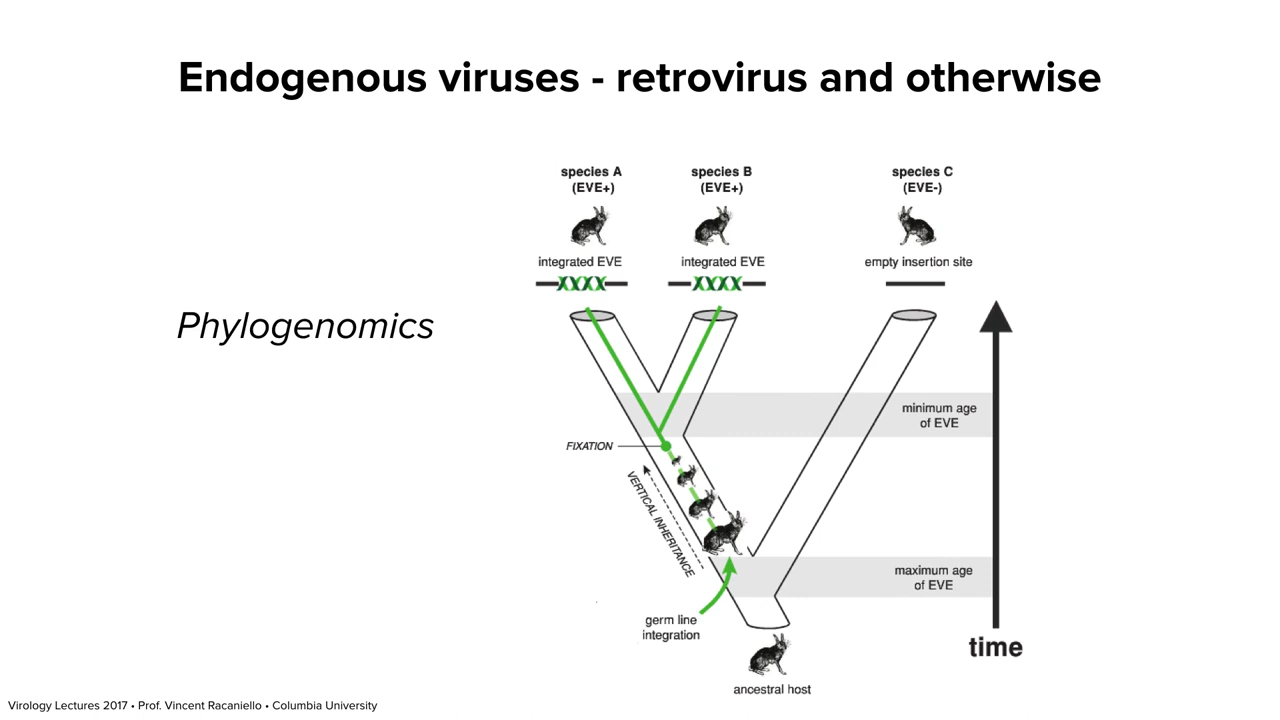 Endogenous viruses - retrovirus and otherwise
species A
(EVE+)
species B
(EVE+)
species C
(EVE-)
integrated EVE
integrated EVE
empty insertion site
Phylogenomics
minimum age
of EVE
FIXATION
VERTICAL INHERITANCE
maximum age
of EVE
germ line
integration
time
ancestral host
Virology Lectures 2017 • Prof. Vincent Racaniello • Columbia University